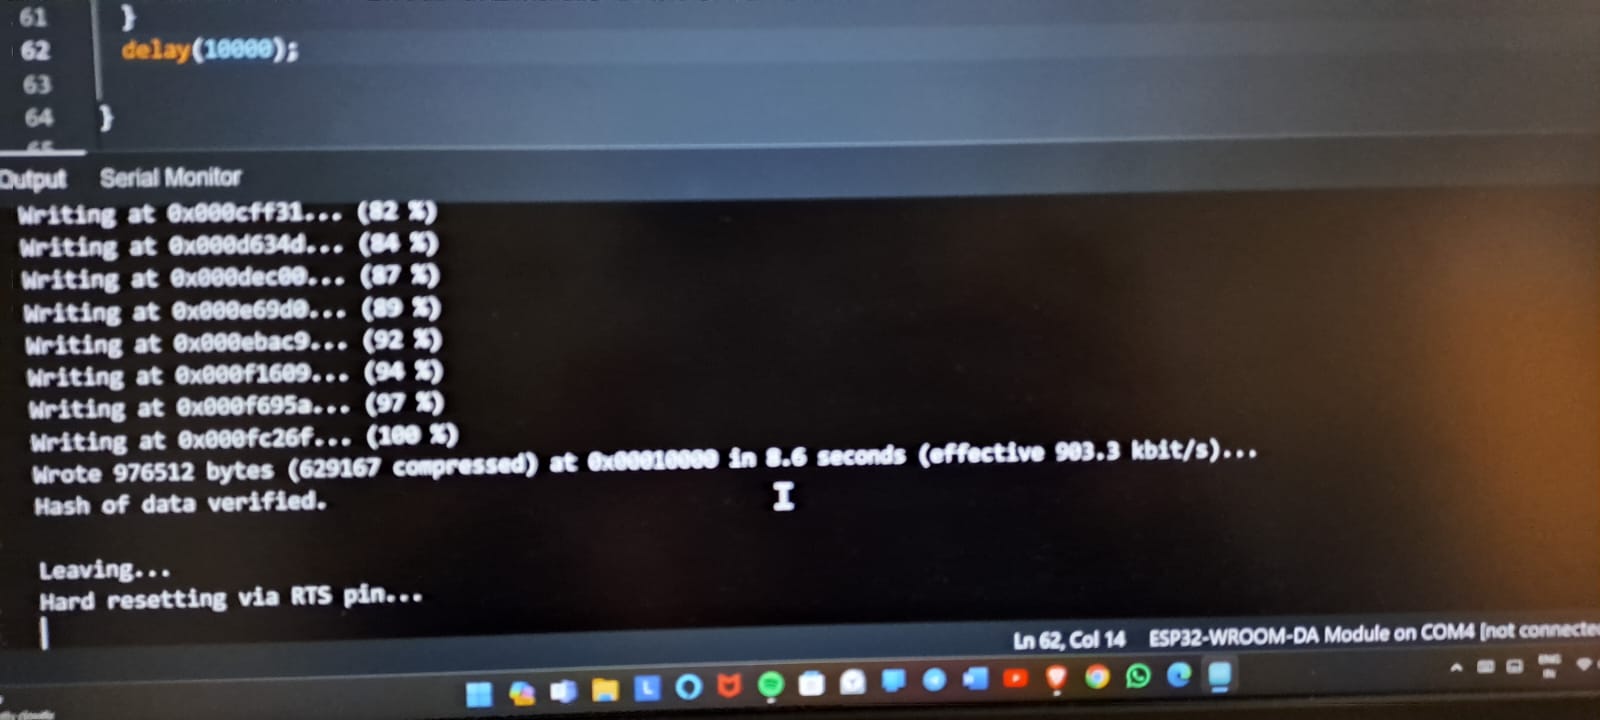 61 }
62 delay(10000);
63
64 }
65
Output Serial Monitor
Writing at 0x000cff31... (82 %)
Writing at 0x000d634d... (84 %)
Writing at 0x000dec00... (87 %)
Writing at 0x000e69d0... (89 %)
Writing at 0x000ebac9... (92 %)
Writing at 0x000f1609... (94 %)
Writing at 0x000f695a... (97 %)
Writing at 0x000fc26f... (100 %)
Wrote 976512 bytes (629167 compressed) at 0x00010000 in 8.6 seconds (effective 903.3 kbit/s)...
Hash of data verified.
Leaving...
Hard resetting via RTS pin...
Ln 62, Col 14 ESP32-WROOM-DA Module on COM4 [not connected
ENG
IN